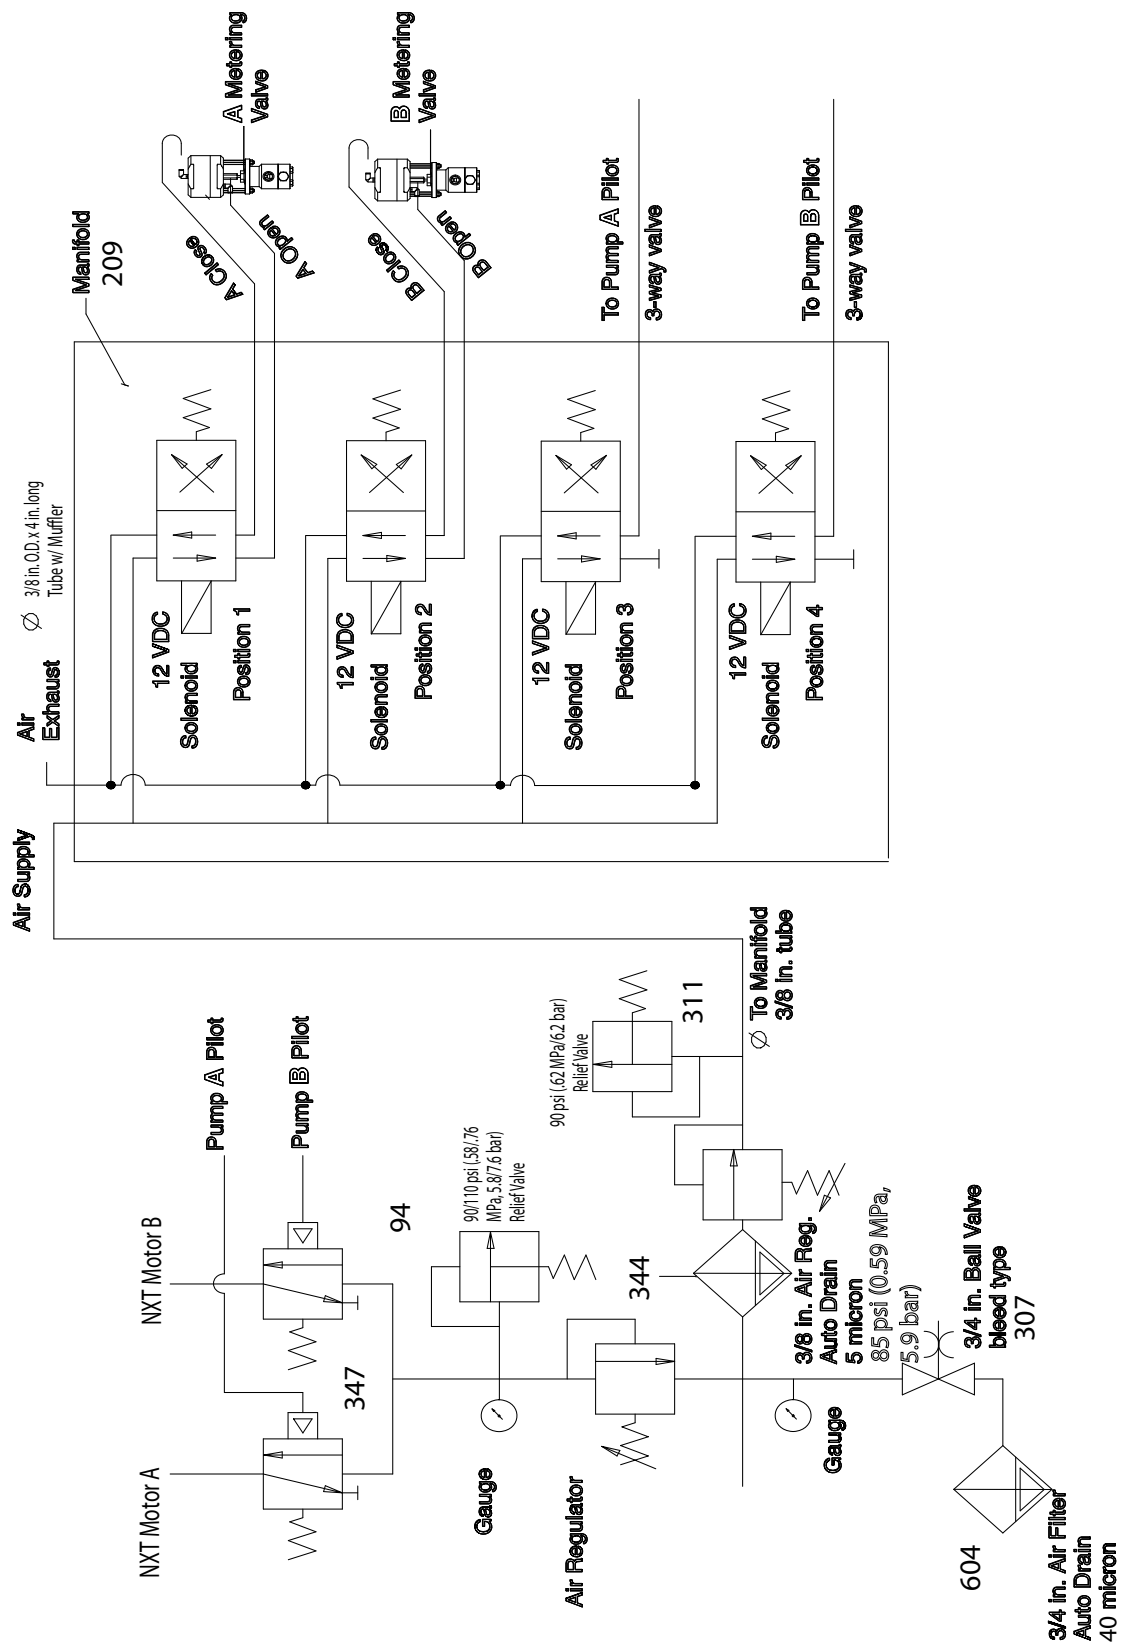 Air Supply
Air
Exhaust
3/8 in. O.D. x 4 in. long
Tube w/ Muffler
Manifold
209
A Metering
Valve
A Close
A Open
B Metering
Valve
B Close
B Open
12 VDC
Solenoid
Position 1
12 VDC
Solenoid
Position 2
12 VDC
Solenoid
Position 3
12 VDC
Solenoid
Position 4
To Pump A Pilot
3-way valve
To Pump B Pilot
3-way valve
NXT Motor A
NXT Motor B
Pump A Pilot
Pump B Pilot
347
94
Gauge
90/110 psi (.58/.76
MPa, 5.8/7.6 bar)
Relief Valve
90 psi (.62 MPa/6.2 bar)
Relief Valve
311
Ø To Manifold
3/8 in. tube
Air Regulator
344
3/8 in. Air Reg.
Auto Drain
5 micron
85 psi (0.59 MPa,
5.9 bar)
Gauge
3/4 in. Ball Valve
bleed type
307
604
3/4 in. Air Filter
Auto Drain
40 micron